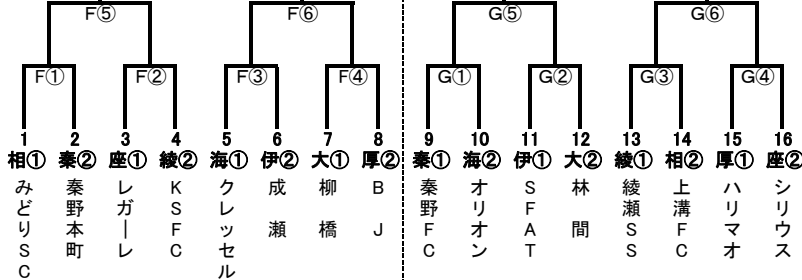 F⑤ F⑥ G⑤ G⑥
F① F② F③ F④ G① G② G③ G④
1 2 3 4 5 6 7 8 9 10 11 12 13 14 15 16
相① 秦② 座① 綾② 海① 伊② 大① 厚② 秦① 海② 伊① 大② 綾① 相② 厚① 座②
みどりSC
秦野本町
レガーレ
KSFC
クレッセル
成瀬
柳橋
BJ
秦野FC
オリオン
SFAT
林間
綾瀬SS
上溝FC
ハリマオ
シリウス